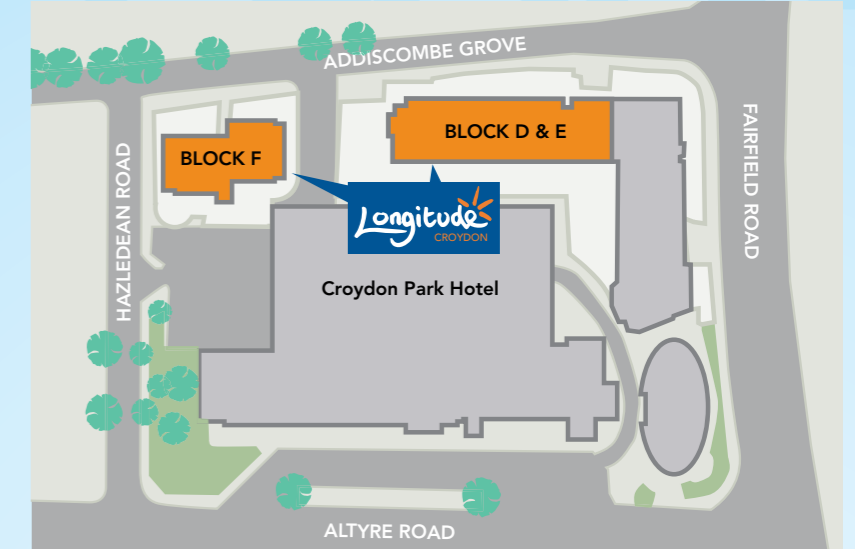 ADDISCOMBE GROVE
BLOCK F
BLOCK D & E
HAZLEDEAN ROAD
FAIRFIELD ROAD
Longitude
CROYDON
Croydon Park Hotel
ALTYRE ROAD